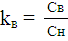 kв = Cв / Cн